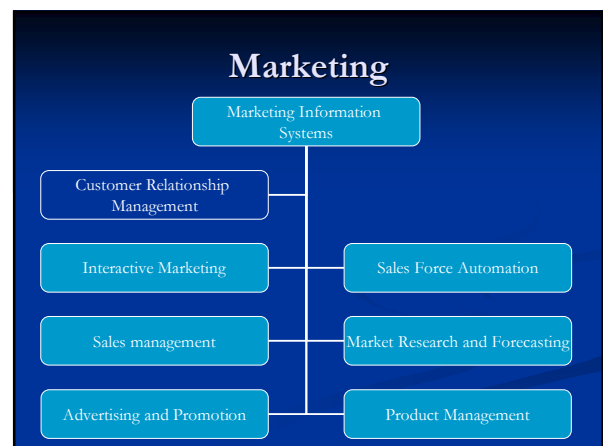 Marketing
Marketing Information
Systems
Customer Relationship
Management
Interactive Marketing
Sales Force Automation
Sales management
Market Research and Forecasting
Advertising and Promotion
Product Management